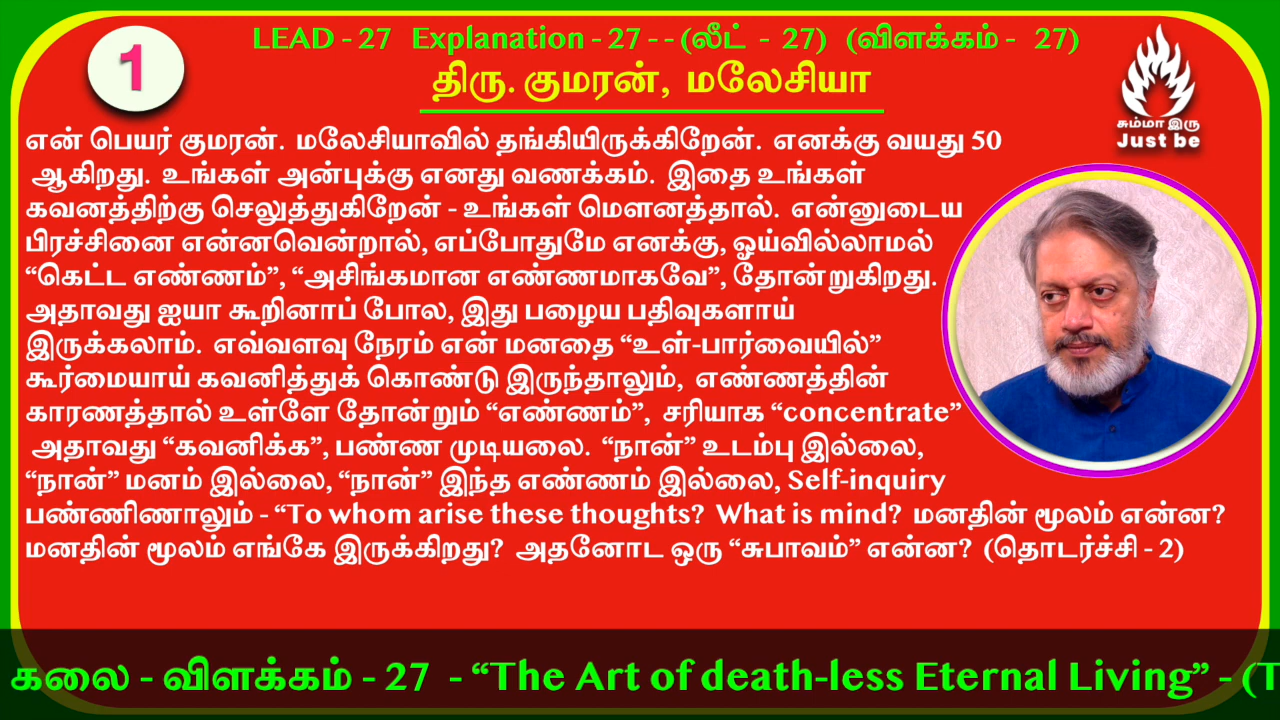 1
LEAD - 27 Explanation - 27 - - (லீட் - 27) (விளக்கம் - 27)
திரு. குமரன், மலேசியா
சும்மா இரு
Just be
என் பெயர் குமரன். மலேசியாவில் தங்கியிருக்கிறேன். எனக்கு வயது 50
ஆகிறது. உங்கள் அன்புக்கு எனது வணக்கம். இதை உங்கள்
கவனத்திற்கு செலுத்துகிறேன் - உங்கள் மௌனத்தால். என்னுடைய
பிரச்சினை என்னவென்றால், எப்போதுமே எனக்கு, ஓய்வில்லாமல்
“கெட்ட எண்ணம்”, “அசிங்கமான எண்ணமாகவே”, தோன்றுகிறது.
அதாவது ஐயா கூறினாப் போல, இது பழைய பதிவுகளாய்
இருக்கலாம். எவ்வளவு நேரம் என் மனதை “உள்-பார்வையில்”
கூர்மையாய் கவனித்துக் கொண்டு இருந்தாலும், எண்ணத்தின்
காரணத்தால் உள்ளே தோன்றும் “எண்ணம்”, சரியாக “concentrate”
அதாவது “கவனிக்க”, பண்ண முடியலை. “நான்” உடம்பு இல்லை,
“நான்” மனம் இல்லை, “நான்” இந்த எண்ணம் இல்லை, Self-inquiry
பண்ணிணாலும் - “To whom arise these thoughts? What is mind? மனதின் மூலம் என்ன?
மனதின் மூலம் எங்கே இருக்கிறது? அதனோட ஒரு “சுபாவம்” என்ன? (தொடர்ச்சி - 2)
கலை - விளக்கம் - 27 - “The Art of death-less Eternal Living” - (T